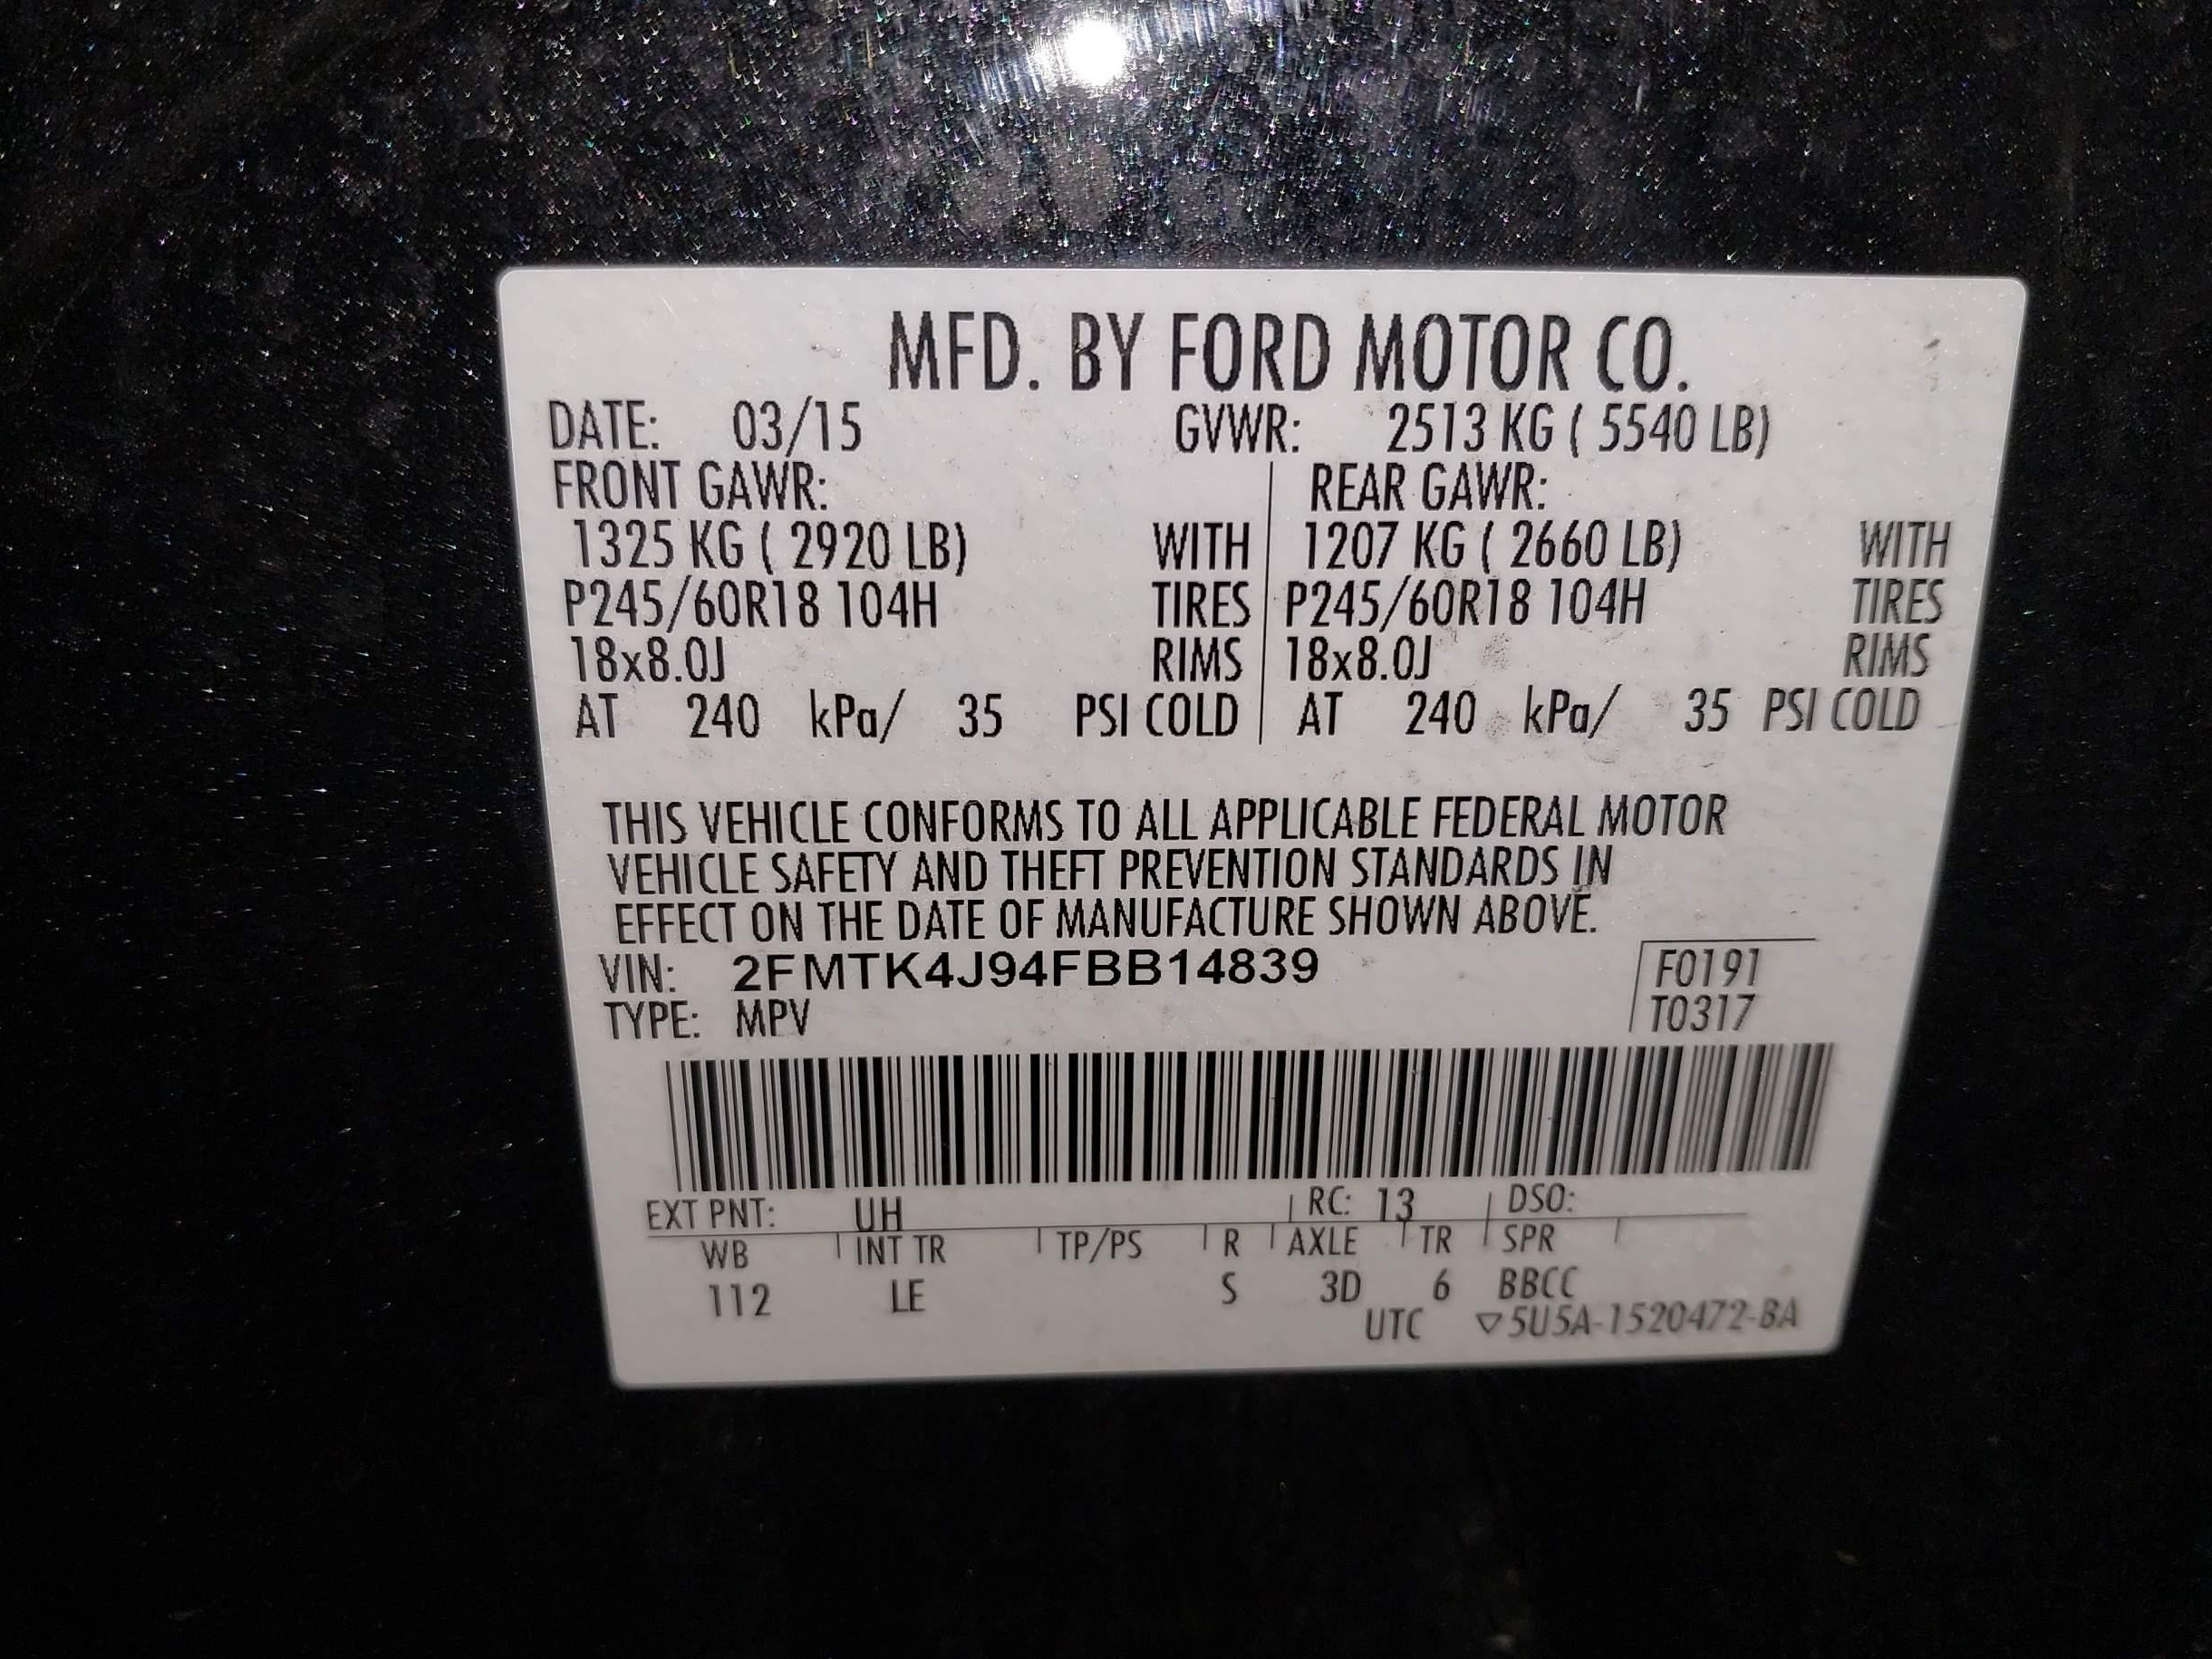 MFD. BY FORD MOTOR CO.
DATE: 03/15 GVWR: 2513 KG ( 5540 LB)
FRONT GAWR: REAR GAWR:
1325 KG ( 2920 LB) WITH 1207 KG ( 2660 LB) WITH
P245/60R18 104H TIRES P245/60R18 104H TIRES
18x8.0J RIMS 18x8.0J RIMS
AT 240 kPa/ 35 PSI COLD AT 240 kPa/ 35 PSI COLD
THIS VEHICLE CONFORMS TO ALL APPLICABLE FEDERAL MOTOR
VEHICLE SAFETY AND THEFT PREVENTION STANDARDS IN
EFFECT ON THE DATE OF MANUFACTURE SHOWN ABOVE.
VIN: 2FMTK4J94FBB14839 F0191
TYPE: MPV T0317
EXT PNT: UH RC: 13 DSO:
WB INT TR TP/PS R AXLE TR SPR
112 LE S 3D 6 BBCC
UTC ▽5U5A-1520472-BA